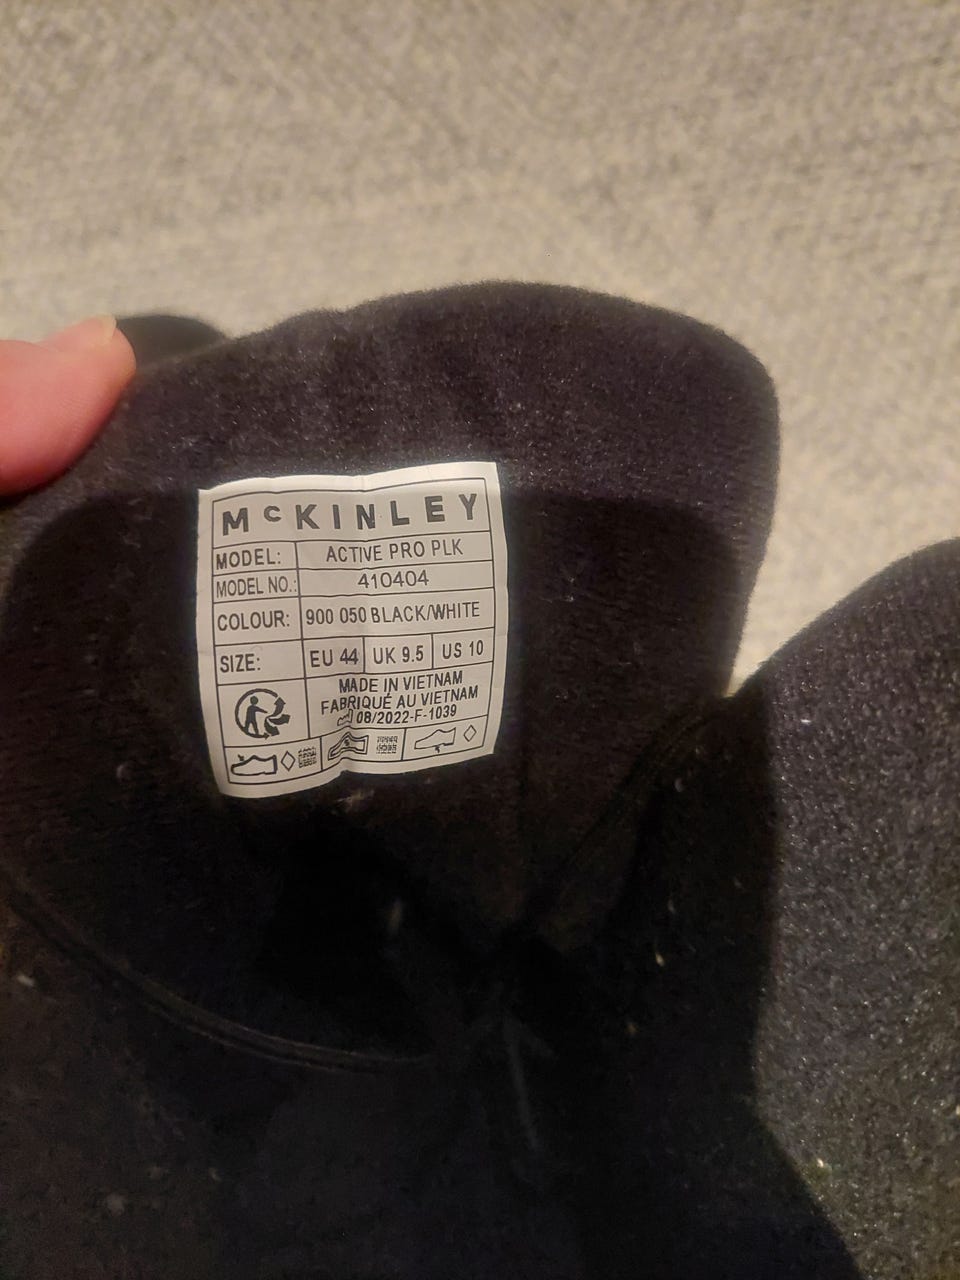 McKINLEY
MODEL: ACTIVE PRO PLK
MODEL NO.: 410404
COLOUR: 900 050 BLACK/WHITE
SIZE: EU 44 UK 9.5 US 10
MADE IN VIETNAM
FABRIQUÉ AU VIETNAM
08/2022-F-1039